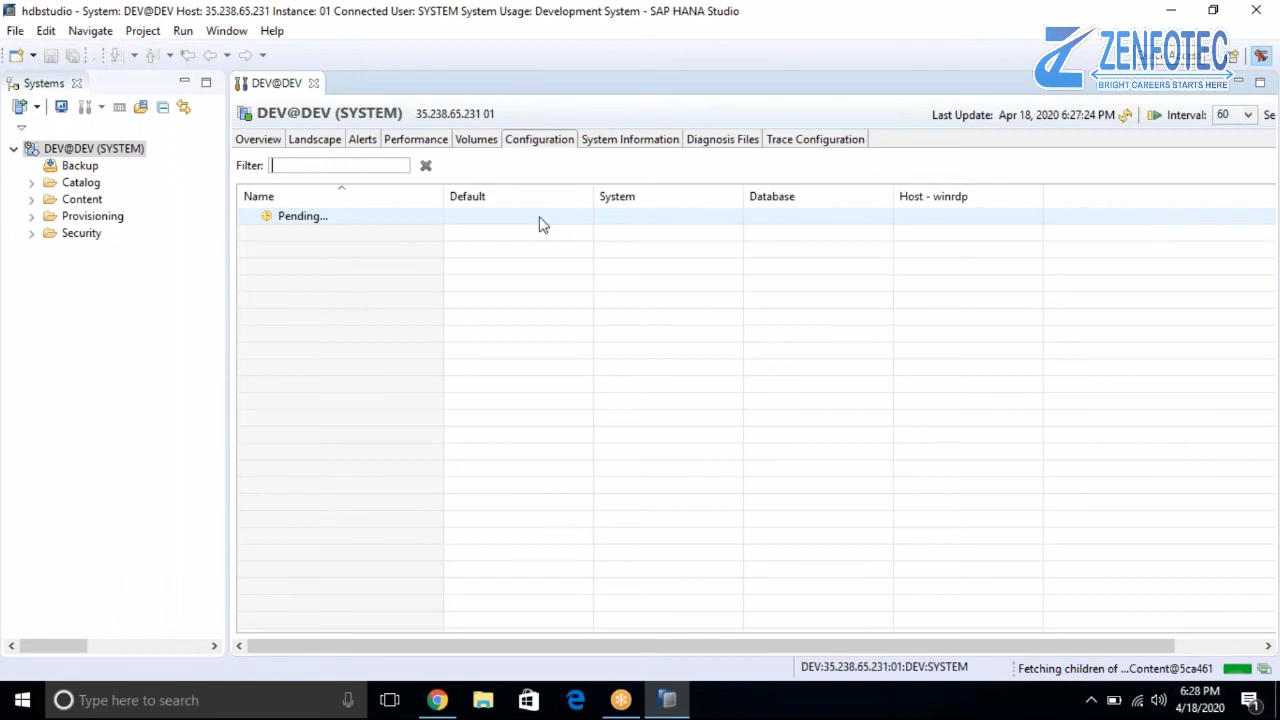 hdbstudio - System: DEV@DEV Host: 35.238.65.231 Instance: 01 Connected User: SYSTEM System Usage: Development System - SAP HANA Studio
File Edit Navigate Project Run Window Help
ZENFOTEC
BRIGHT CAREERS STARTS HERE
Systems
DEV@DEV
DEV@DEV (SYSTEM) 35.238.65.231 01
Last Update: Apr 18, 2020 6:27:24 PM Interval: 60 Se
Overview Landscape Alerts Performance Volumes Configuration System Information Diagnosis Files Trace Configuration
DEV@DEV (SYSTEM)
Backup
Catalog
Content
Provisioning
Security
Filter:
Name Default System Database Host - winrdp
Pending...
DEV:35.238.65.231:01:DEV:SYSTEM Fetching children of ...Content@5ca461
Type here to search
6:28 PM
4/18/2020
1